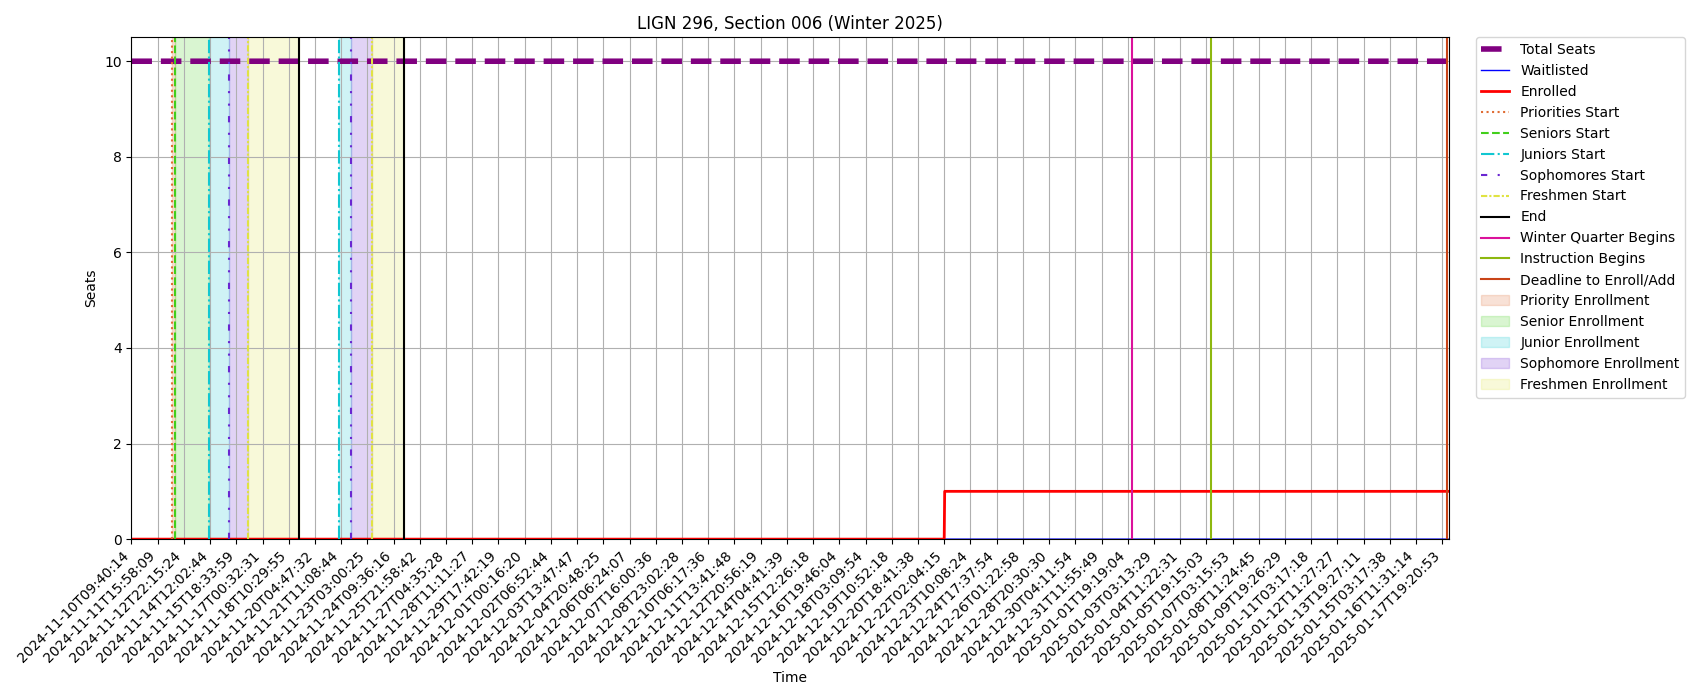 LIGN 296, Section 006 (Winter 2025)
10
8
6
4
2
0
Seats
2024-11-10T09:40:14
2024-11-11T15:58:09
2024-11-12T22:15:24
2024-11-14T12:02:44
2024-11-15T18:33:59
2024-11-17T00:32:31
2024-11-18T10:29:55
2024-11-20T04:47:32
2024-11-21T11:08:44
2024-11-23T03:00:25
2024-11-24T09:36:16
2024-11-25T21:58:42
2024-11-27T04:35:28
2024-11-28T11:11:27
2024-11-29T17:42:19
2024-12-01T00:16:20
2024-12-02T06:52:44
2024-12-03T13:47:47
2024-12-04T20:48:25
2024-12-06T06:24:07
2024-12-07T16:00:36
2024-12-08T23:02:28
2024-12-10T06:17:36
2024-12-11T13:41:48
2024-12-12T20:56:19
2024-12-14T04:41:39
2024-12-15T12:26:18
2024-12-16T19:46:04
2024-12-18T03:09:54
2024-12-19T10:52:18
2024-12-20T18:41:38
2024-12-22T02:04:15
2024-12-23T10:08:24
2024-12-24T17:37:54
2024-12-26T01:22:58
2024-12-28T20:30:30
2024-12-30T04:11:54
2024-12-31T11:55:49
2025-01-01T19:19:04
2025-01-03T03:13:29
2025-01-04T11:22:31
2025-01-05T19:15:03
2025-01-07T03:15:53
2025-01-08T11:24:45
2025-01-09T19:26:29
2025-01-11T03:17:18
2025-01-12T11:27:27
2025-01-13T19:27:11
2025-01-15T03:17:38
2025-01-16T11:31:14
2025-01-17T19:20:53
Time
Total Seats
Waitlisted
Enrolled
Priorities Start
Seniors Start
Juniors Start
Sophomores Start
Freshmen Start
End
Winter Quarter Begins
Instruction Begins
Deadline to Enroll/Add
Priority Enrollment
Senior Enrollment
Junior Enrollment
Sophomore Enrollment
Freshmen Enrollment